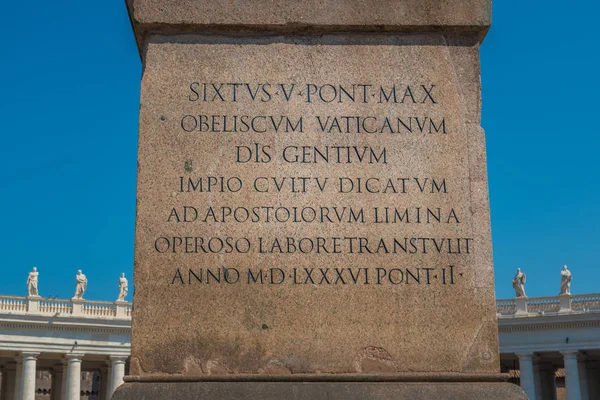 SIXTVS·V·PONT·MAX
OBELISCVM VATICANVM
DIS GENTIVM
IMPIO CVLTV DICATVM
AD APOSTOLORVM LIMINA
OPEROSO LABORE TRANSTVLIT
ANNO M·D·LXXXVI PONT·II·